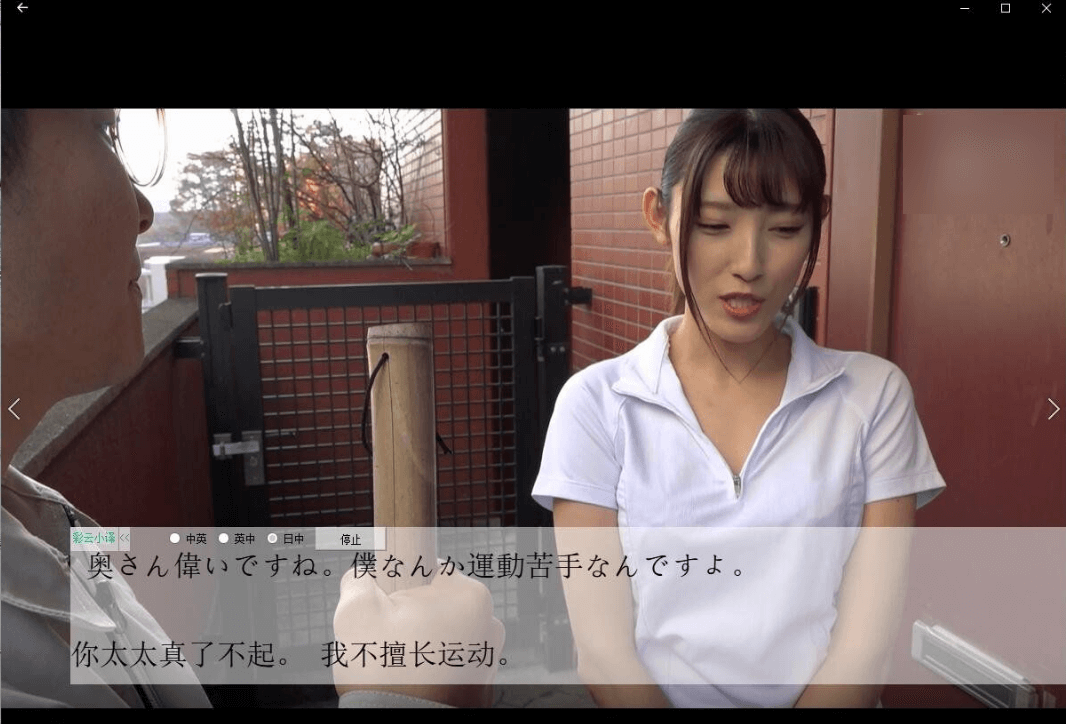 彩云小译 <<
中英 英中 日中 停止
奥さん偉いですね。僕なんか運動苦手なんですよ。
你太太真了不起。 我不擅长运动。